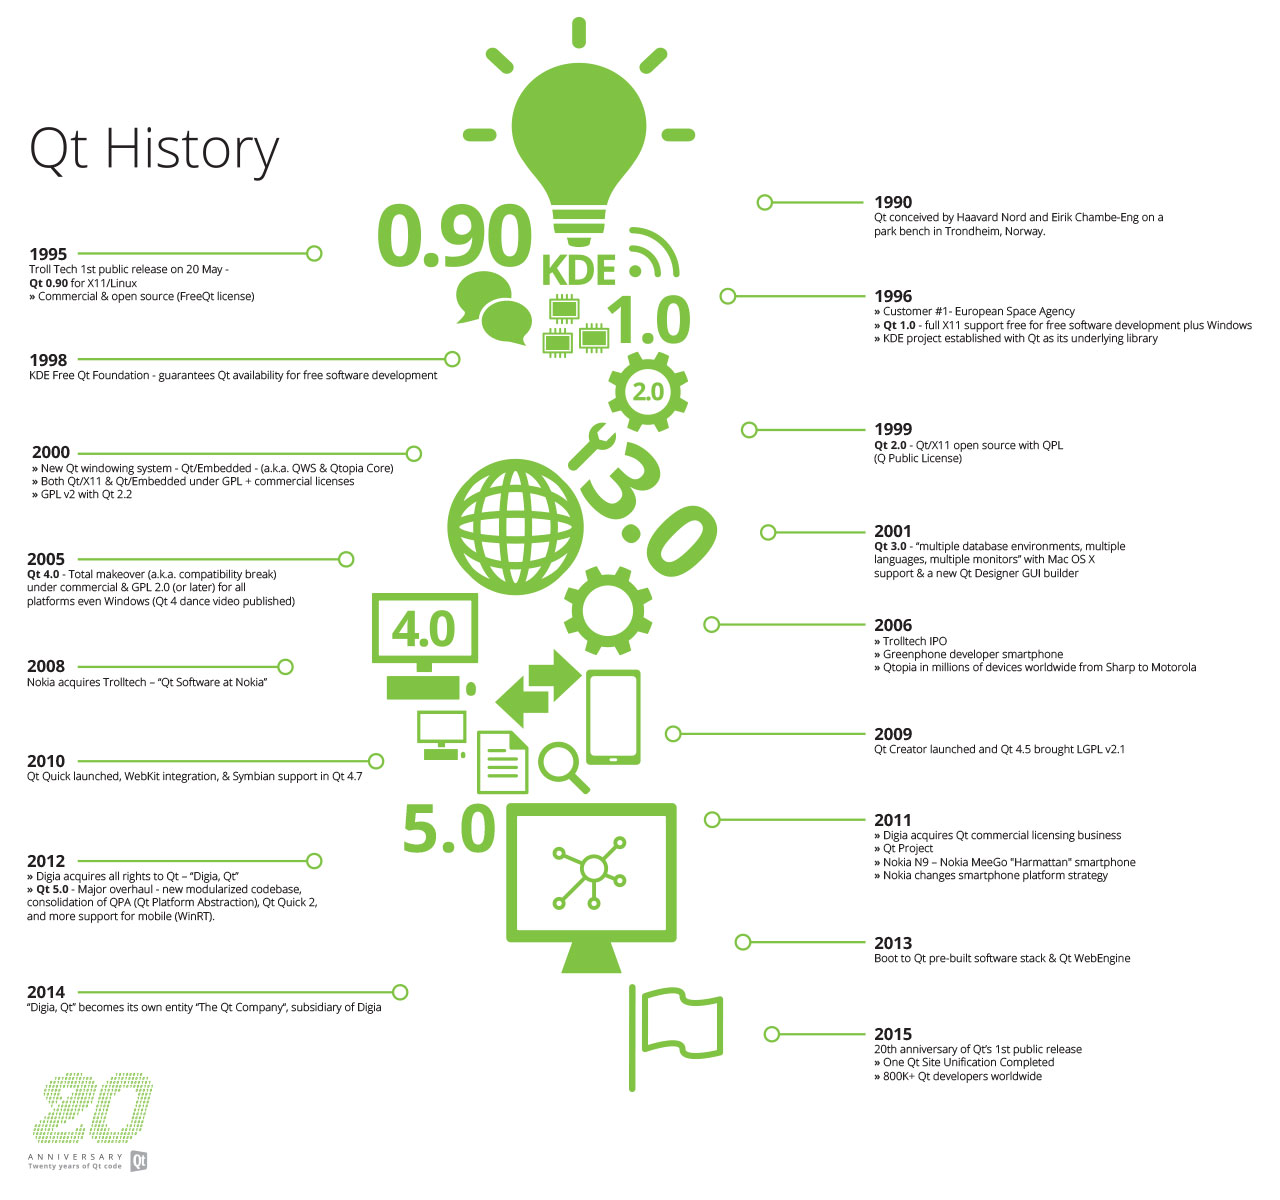 Qt History
0.90
KDE
1.0
2.0
3.0
4.0
5.0
1990
Qt conceived by Haavard Nord and Eirik Chambe-Eng on a
park bench in Trondheim, Norway.
1995
Troll Tech 1st public release on 20 May -
Qt 0.90 for X11/Linux
» Commercial & open source (FreeQt license)
1996
» Customer #1- European Space Agency
» Qt 1.0 - full X11 support free for free software development plus Windows
» KDE project established with Qt as its underlying library
1998
KDE Free Qt Foundation - guarantees Qt availability for free software development
1999
Qt 2.0 - Qt/X11 open source with QPL
(Q Public License)
2000
» New Qt windowing system - Qt/Embedded - (a.k.a. QWS & Qtopia Core)
» Both Qt/X11 & Qt/Embedded under GPL + commercial licenses
» GPL v2 with Qt 2.2
2001
Qt 3.0 - “multiple database environments, multiple
languages, multiple monitors” with Mac OS X
support & a new Qt Designer GUI builder
2005
Qt 4.0 - Total makeover (a.k.a. compatibility break)
under commercial & GPL 2.0 (or later) for all
platforms even Windows (Qt 4 dance video published)
2006
» Trolltech IPO
» Greenphone developer smartphone
» Qtopia in millions of devices worldwide from Sharp to Motorola
2008
Nokia acquires Trolltech – “Qt Software at Nokia”
2009
Qt Creator launched and Qt 4.5 brought LGPL v2.1
2010
Qt Quick launched, WebKit integration, & Symbian support in Qt 4.7
2011
» Digia acquires Qt commercial licensing business
» Qt Project
» Nokia N9 – Nokia MeeGo "Harmattan" smartphone
» Nokia changes smartphone platform strategy
2012
» Digia acquires all rights to Qt – “Digia, Qt”
» Qt 5.0 - Major overhaul - new modularized codebase,
consolidation of QPA (Qt Platform Abstraction), Qt Quick 2,
and more support for mobile (WinRT).
2013
Boot to Qt pre-built software stack & Qt WebEngine
2014
“Digia, Qt” becomes its own entity “The Qt Company“, subsidiary of Digia
2015
20th anniversary of Qt’s 1st public release
» One Qt Site Unification Completed
» 800K+ Qt developers worldwide
20
ANNIVERSARY
Twenty years of Qt code
Qt